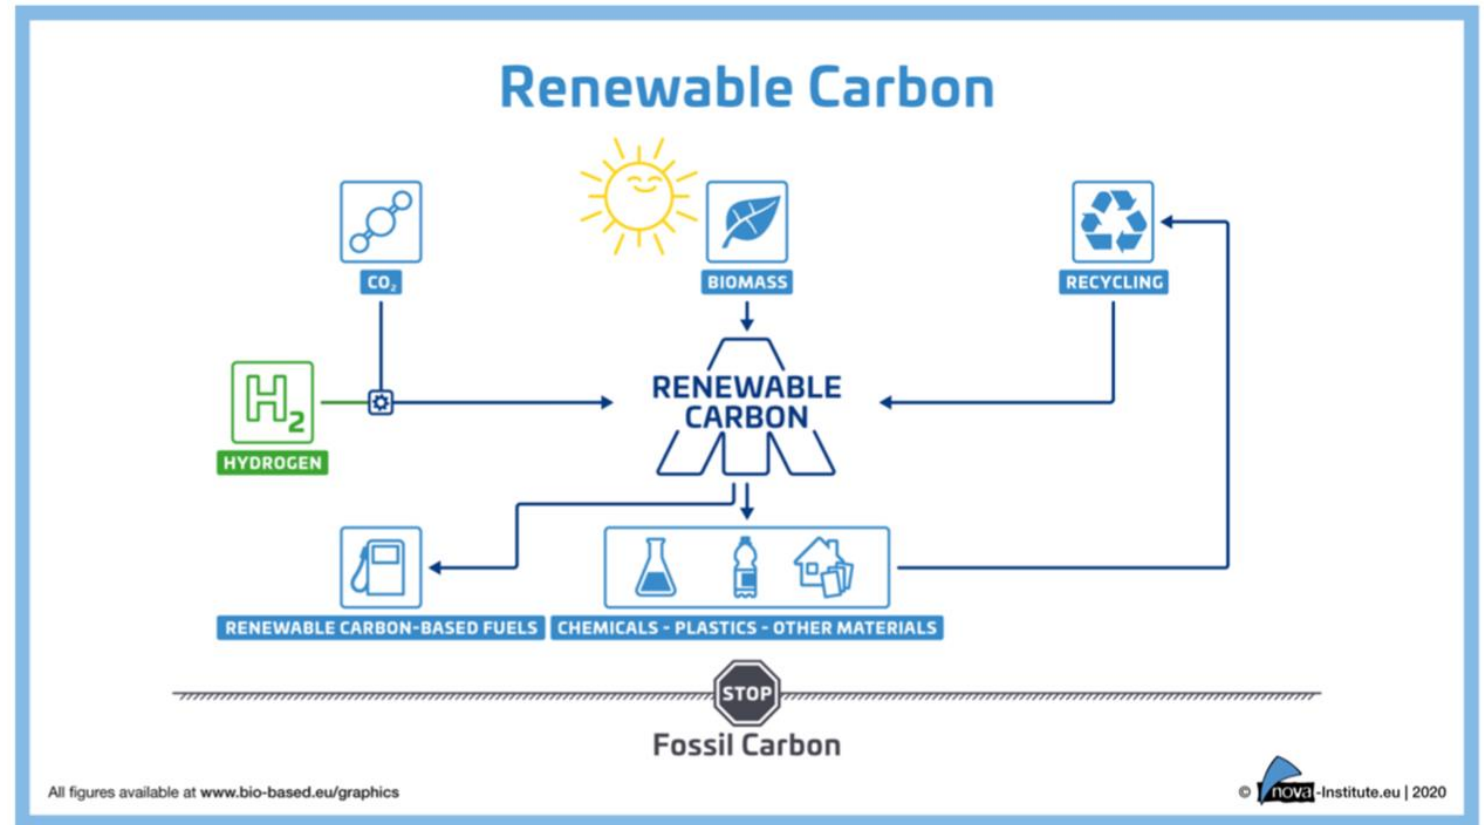 Renewable Carbon
CO₂
BIOMASS
RECYCLING
H₂
HYDROGEN
RENEWABLE
CARBON
RENEWABLE CARBON-BASED FUELS
CHEMICALS - PLASTICS - OTHER MATERIALS
STOP
Fossil Carbon
All figures available at www.bio-based.eu/graphics
© nova-Institute.eu | 2020